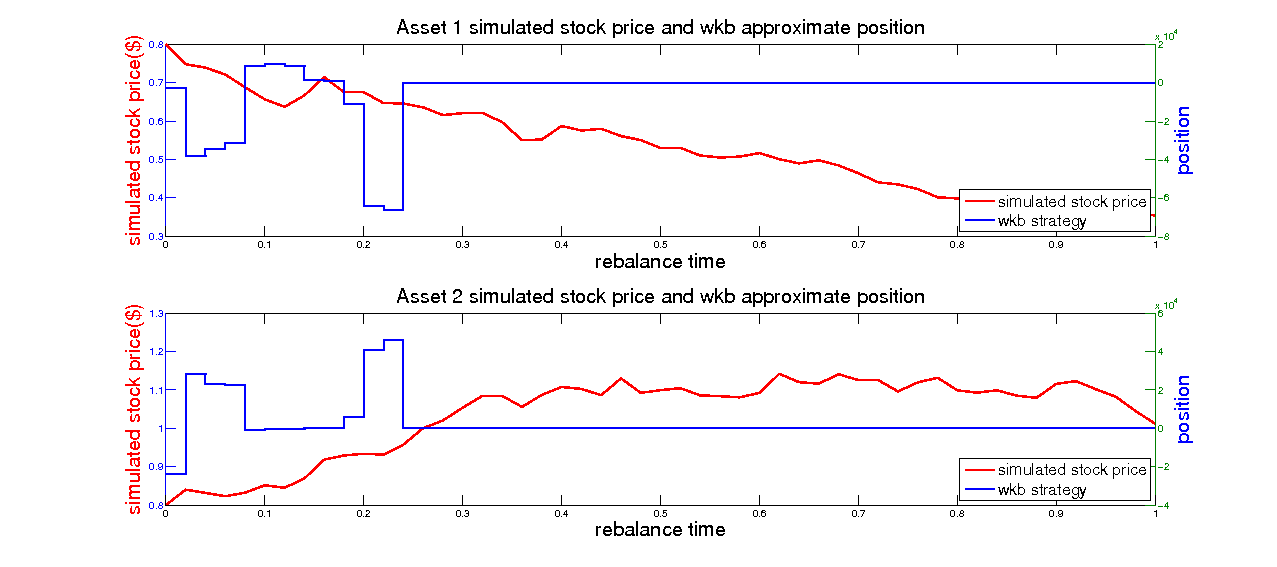 Asset 1 simulated stock price and wkb approximate position
x 10^4
simulated stock price($)
0.8
0.7
0.6
0.5
0.4
0.3
2
0
−2
−4
−6
−8
position
simulated stock price
wkb strategy
0 0.1 0.2 0.3 0.4 0.5 0.6 0.7 0.8 0.9 1
rebalance time
Asset 2 simulated stock price and wkb approximate position
x 10^4
simulated stock price($)
1.3
1.2
1.1
1
0.9
0.8
6
4
2
0
−2
−4
position
simulated stock price
wkb strategy
0 0.1 0.2 0.3 0.4 0.5 0.6 0.7 0.8 0.9 1
rebalance time